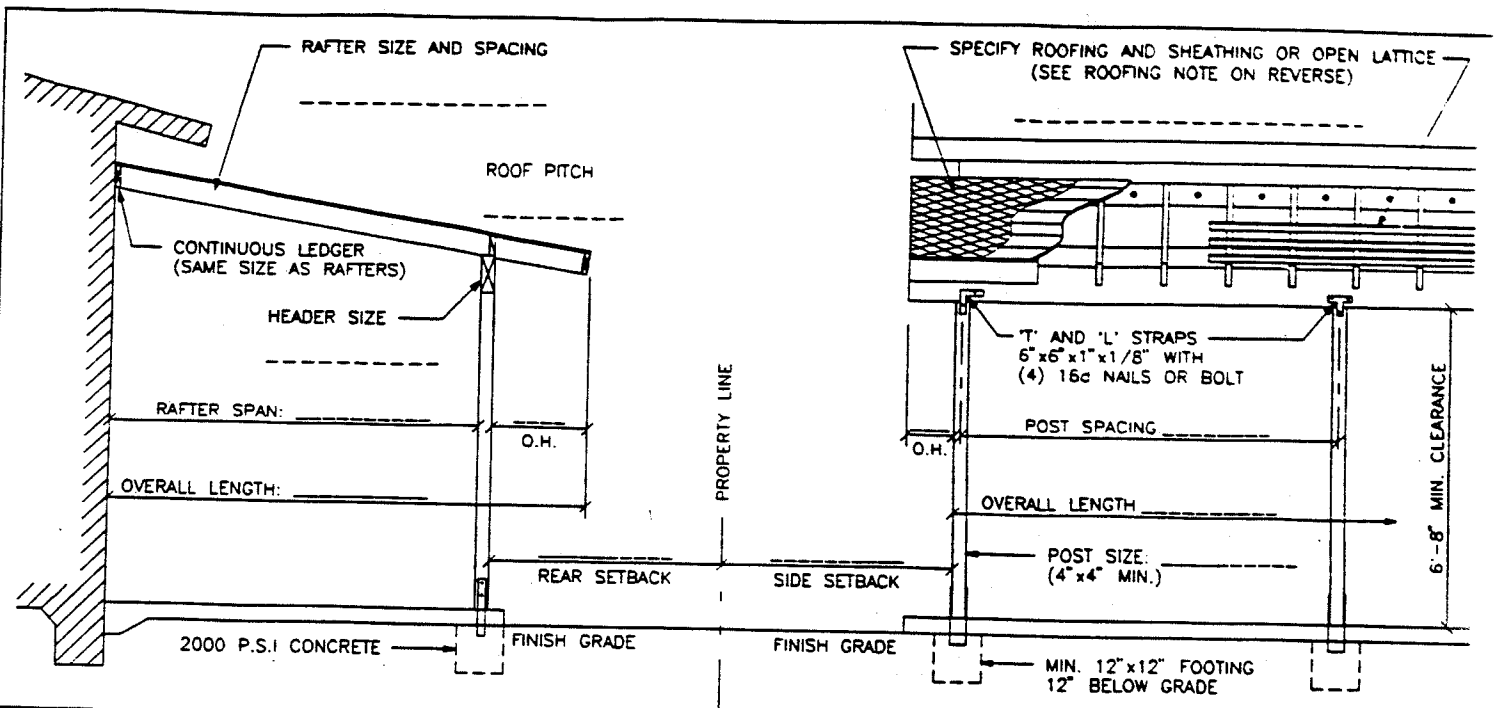 RAFTER SIZE AND SPACING
SPECIFY ROOFING AND SHEATHING OR OPEN LATTICE
(SEE ROOFING NOTE ON REVERSE)
ROOF PITCH
CONTINUOUS LEDGER
(SAME SIZE AS RAFTERS)
HEADER SIZE
'T' AND 'L' STRAPS
6"x6"x1"x1/8" WITH
(4) 16d NAILS OR BOLT
RAFTER SPAN:
O.H.
PROPERTY LINE
O.H.
POST SPACING
6'-8" MIN. CLEARANCE
OVERALL LENGTH:
OVERALL LENGTH
REAR SETBACK
SIDE SETBACK
POST SIZE:
(4"x4" MIN.)
2000 P.S.I CONCRETE
FINISH GRADE
FINISH GRADE
MIN. 12"x12" FOOTING
12" BELOW GRADE